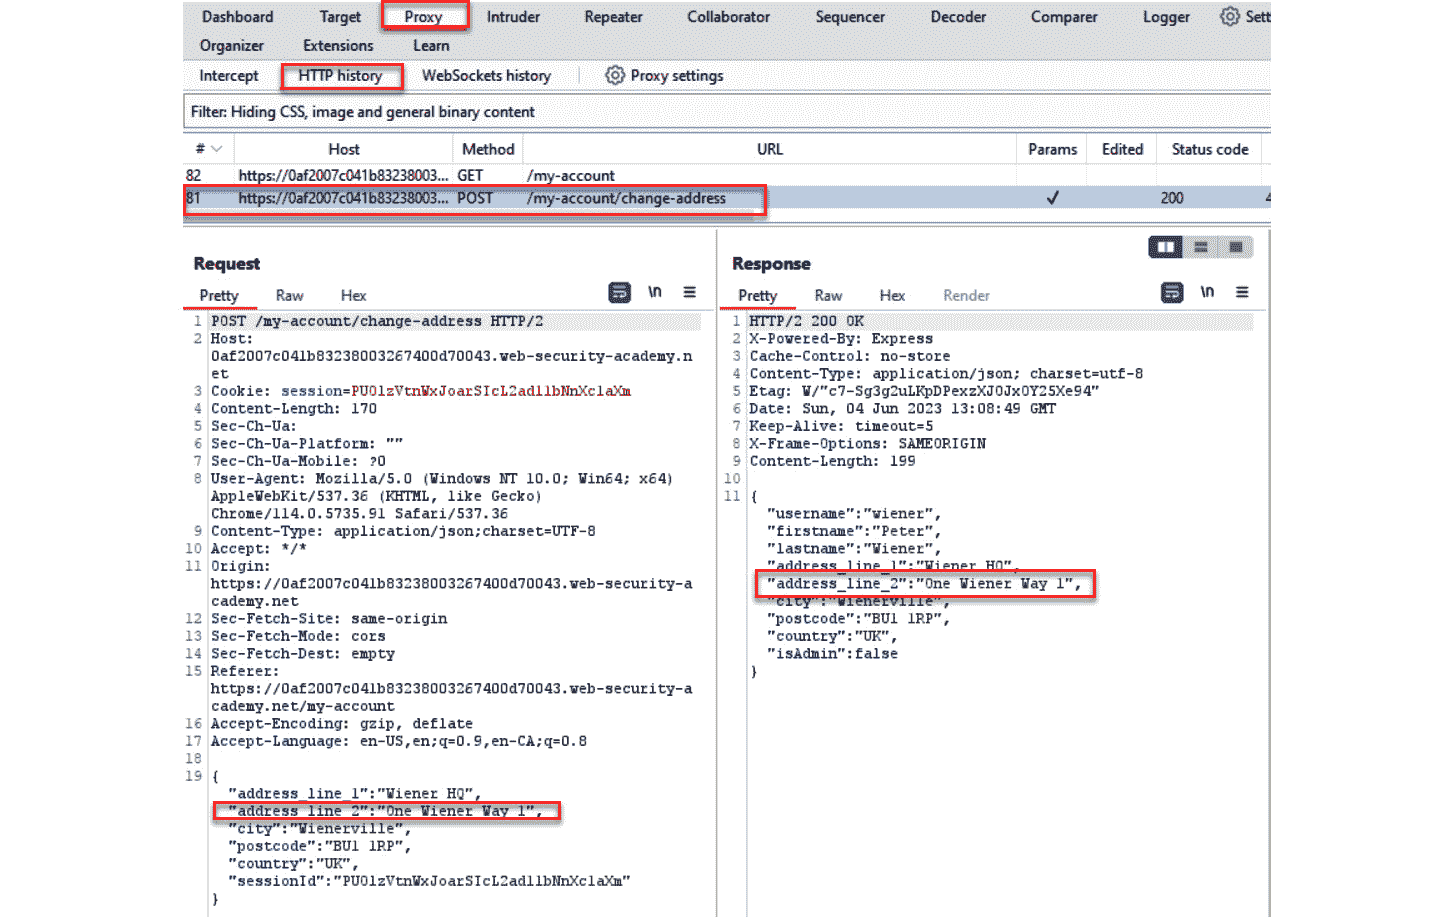 Dashboard Target Proxy Intruder Repeater Collaborator Sequencer Decoder Comparer Logger Sett
Organizer Extensions Learn
Intercept HTTP history WebSockets history Proxy settings
Filter: Hiding CSS, image and general binary content
# Host Method URL Params Edited Status code
82 https://0af2007c041b83238003... GET /my-account
81 https://0af2007c041b83238003... POST /my-account/change-address ✓ 200 4
Request
Pretty Raw Hex \n
1 POST /my-account/change-address HTTP/2
2 Host:
0af2007c041b83238003267400d70043.web-security-academy.n
et
3 Cookie: session=PU01zVtnWxJoarSIcL2ad11bNnXc1aXm
4 Content-Length: 170
5 Sec-Ch-Ua:
6 Sec-Ch-Ua-Platform: ""
7 Sec-Ch-Ua-Mobile: ?0
8 User-Agent: Mozilla/5.0 (Windows NT 10.0; Win64; x64)
AppleWebKit/537.36 (KHTML, like Gecko)
Chrome/114.0.5735.91 Safari/537.36
9 Content-Type: application/json;charset=UTF-8
10 Accept: */*
11 Origin:
https://0af2007c041b83238003267400d70043.web-security-a
cademy.net
12 Sec-Fetch-Site: same-origin
13 Sec-Fetch-Mode: cors
14 Sec-Fetch-Dest: empty
15 Referer:
https://0af2007c041b83238003267400d70043.web-security-a
cademy.net/my-account
16 Accept-Encoding: gzip, deflate
17 Accept-Language: en-US,en;q=0.9,en-CA;q=0.8
18
19 {
"address_line_1":"Wiener HQ",
"address_line_2":"One Wiener Way 1",
"city":"Wienerville",
"postcode":"BU1 1RP",
"country":"UK",
"sessionId":"PU01zVtnWxJoarSIcL2ad11bNnXc1aXm"
}
Response
Pretty Raw Hex Render \n
1 HTTP/2 200 OK
2 X-Powered-By: Express
3 Cache-Control: no-store
4 Content-Type: application/json; charset=utf-8
5 Etag: W/"c7-Sg3g2uLKpDPexzXJ0Jx0Y25Xe94"
6 Date: Sun, 04 Jun 2023 13:08:49 GMT
7 Keep-Alive: timeout=5
8 X-Frame-Options: SAMEORIGIN
9 Content-Length: 199
10
11 {
"username":"wiener",
"firstname":"Peter",
"lastname":"Wiener",
"address_line_1":"Wiener HQ",
"address_line_2":"One Wiener Way 1",
"city":"Wienerville",
"postcode":"BU1 1RP",
"country":"UK",
"isAdmin":false
}